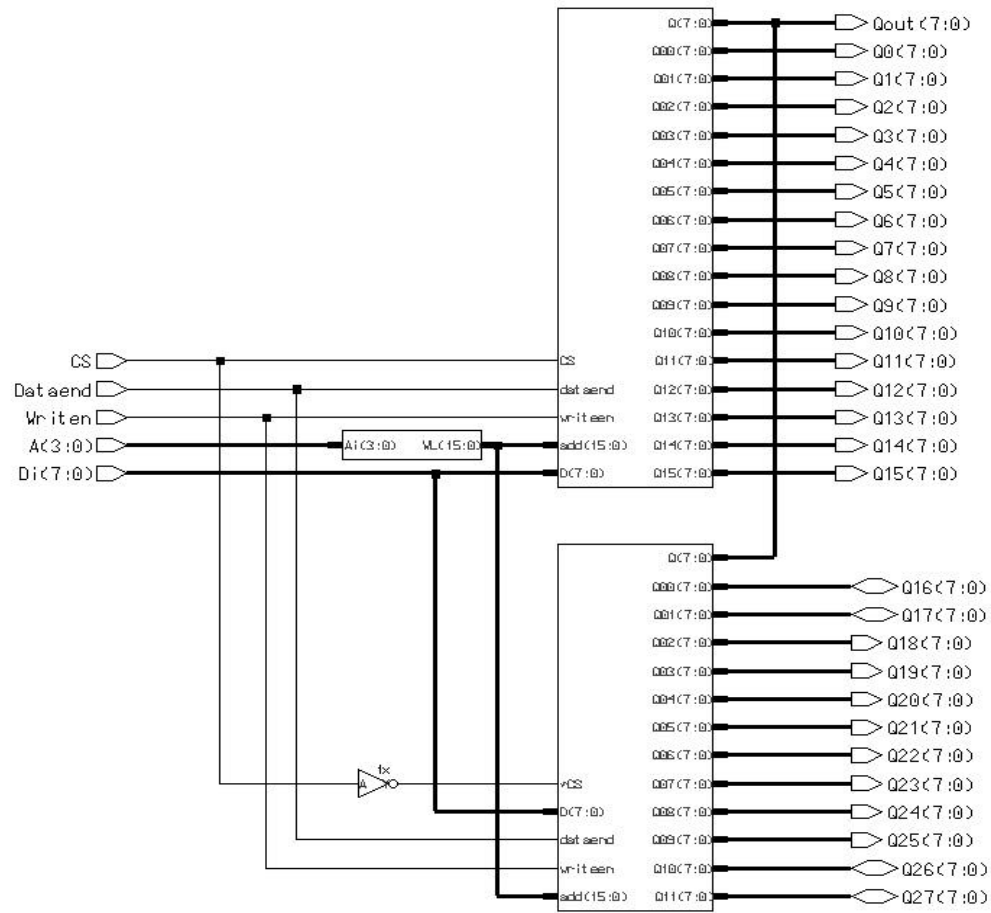 Q(7:0) Qout(7:0)
Q00(7:0) Q0(7:0)
Q01(7:0) Q1(7:0)
Q02(7:0) Q2(7:0)
Q03(7:0) Q3(7:0)
Q04(7:0) Q4(7:0)
Q05(7:0) Q5(7:0)
Q06(7:0) Q6(7:0)
Q07(7:0) Q7(7:0)
Q08(7:0) Q8(7:0)
Q09(7:0) Q9(7:0)
Q10(7:0) Q10(7:0)
CS CS Q11(7:0) Q11(7:0)
Dataend dataend Q12(7:0) Q12(7:0)
Writen writeen Q13(7:0) Q13(7:0)
A(3:0) Ai(3:0) WL(15:0) add(15:0) Q14(7:0) Q14(7:0)
Di(7:0) D(7:0) Q15(7:0) Q15(7:0)
Q(7:0)
Q00(7:0) Q16(7:0)
Q01(7:0) Q17(7:0)
Q02(7:0) Q18(7:0)
Q03(7:0) Q19(7:0)
Q04(7:0) Q20(7:0)
Q05(7:0) Q21(7:0)
Q06(7:0) Q22(7:0)
1x
A CS Q07(7:0) Q23(7:0)
D(7:0) Q08(7:0) Q24(7:0)
dataend Q09(7:0) Q25(7:0)
writeen Q10(7:0) Q26(7:0)
add(15:0) Q11(7:0) Q27(7:0)